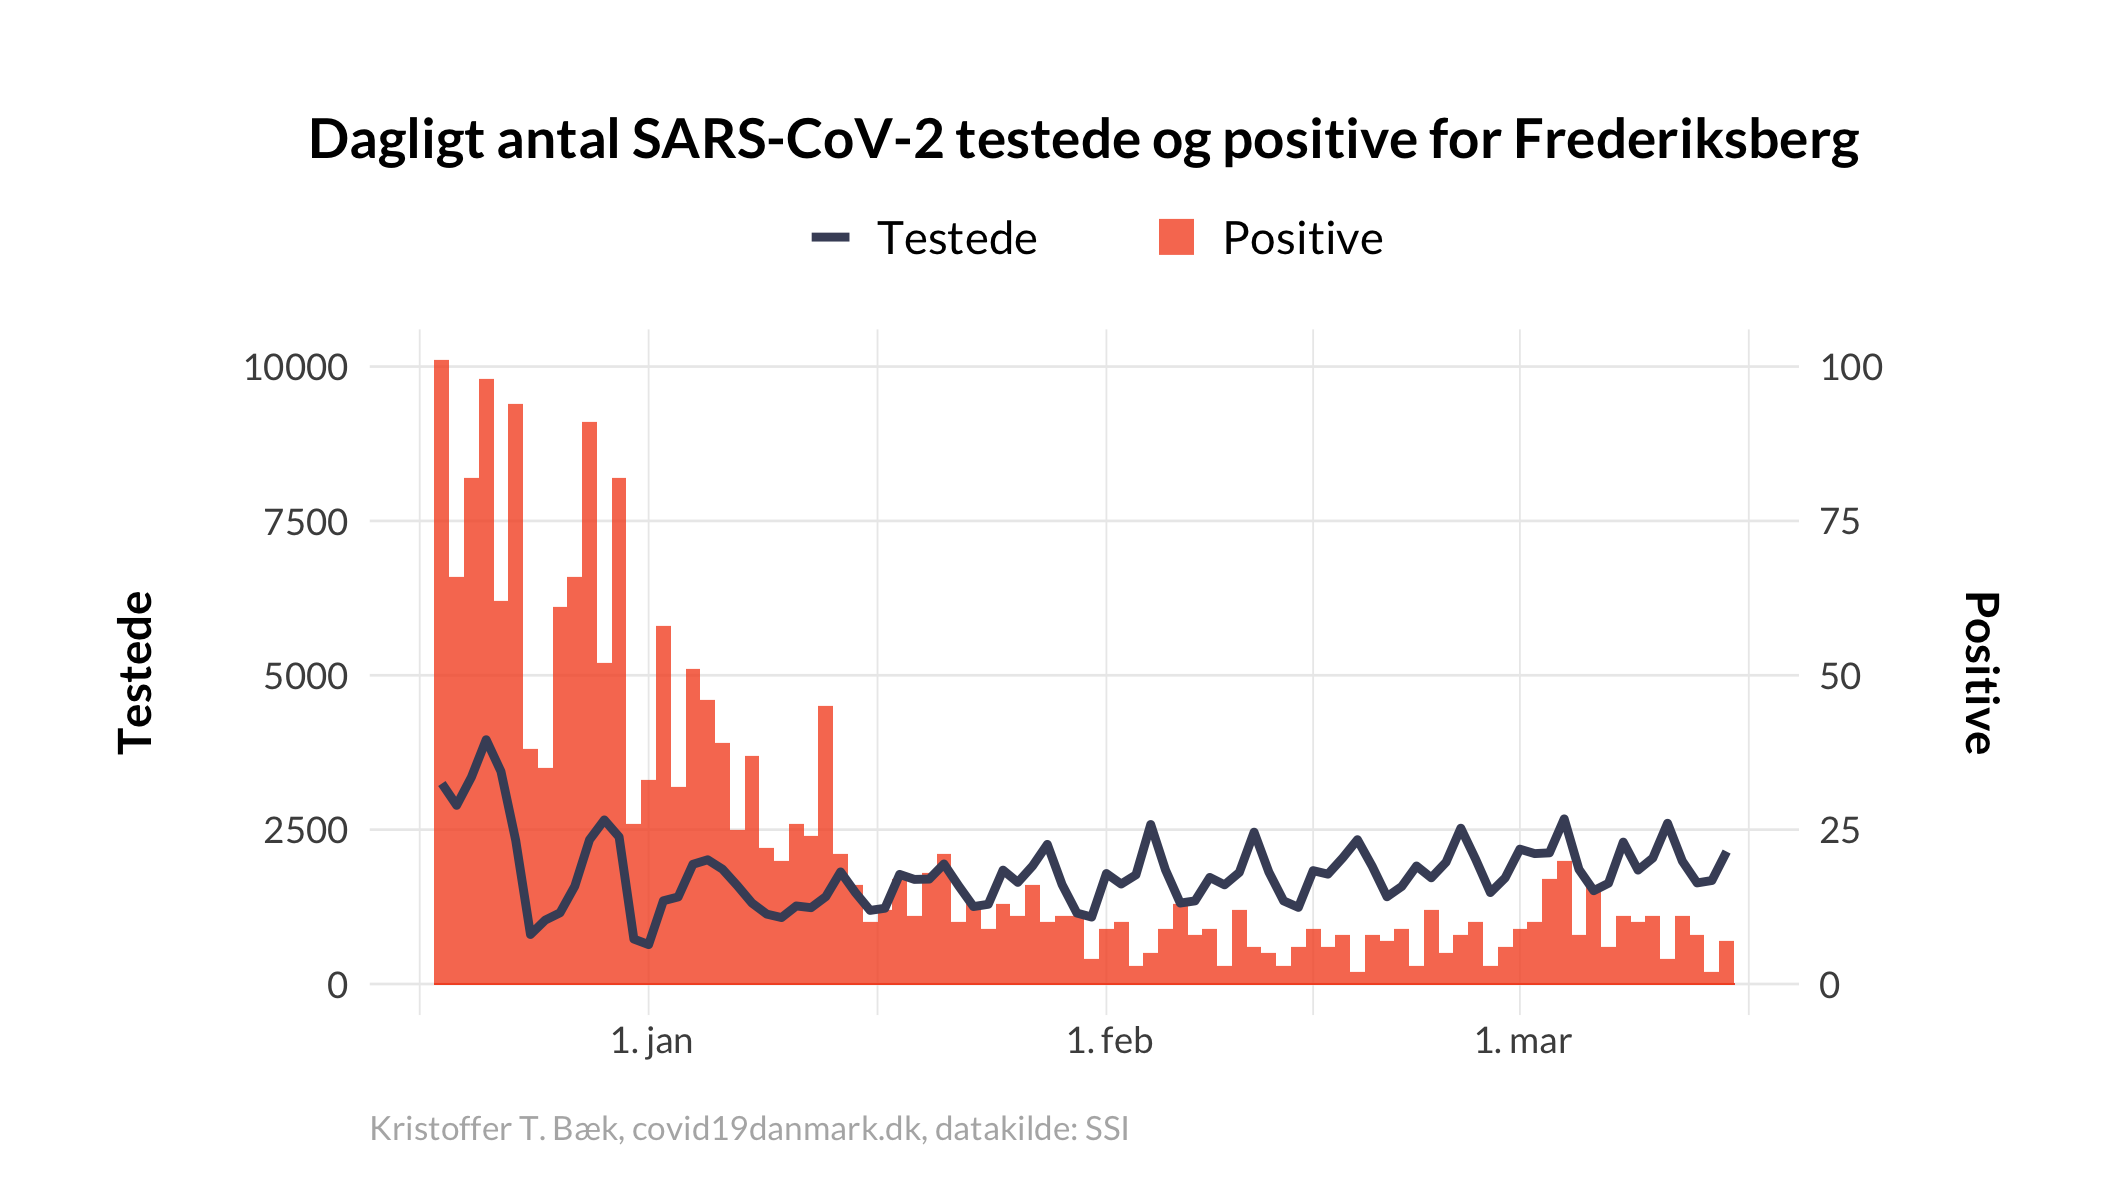 Dagligt antal SARS-CoV-2 testede og positive for Frederiksberg
Testede
Positive
10000
7500
5000
2500
0
100
75
50
25
0
Testede
Positive
1. jan
1. feb
1. mar
Kristoffer T. Bæk, covid19danmark.dk, datakilde: SSI